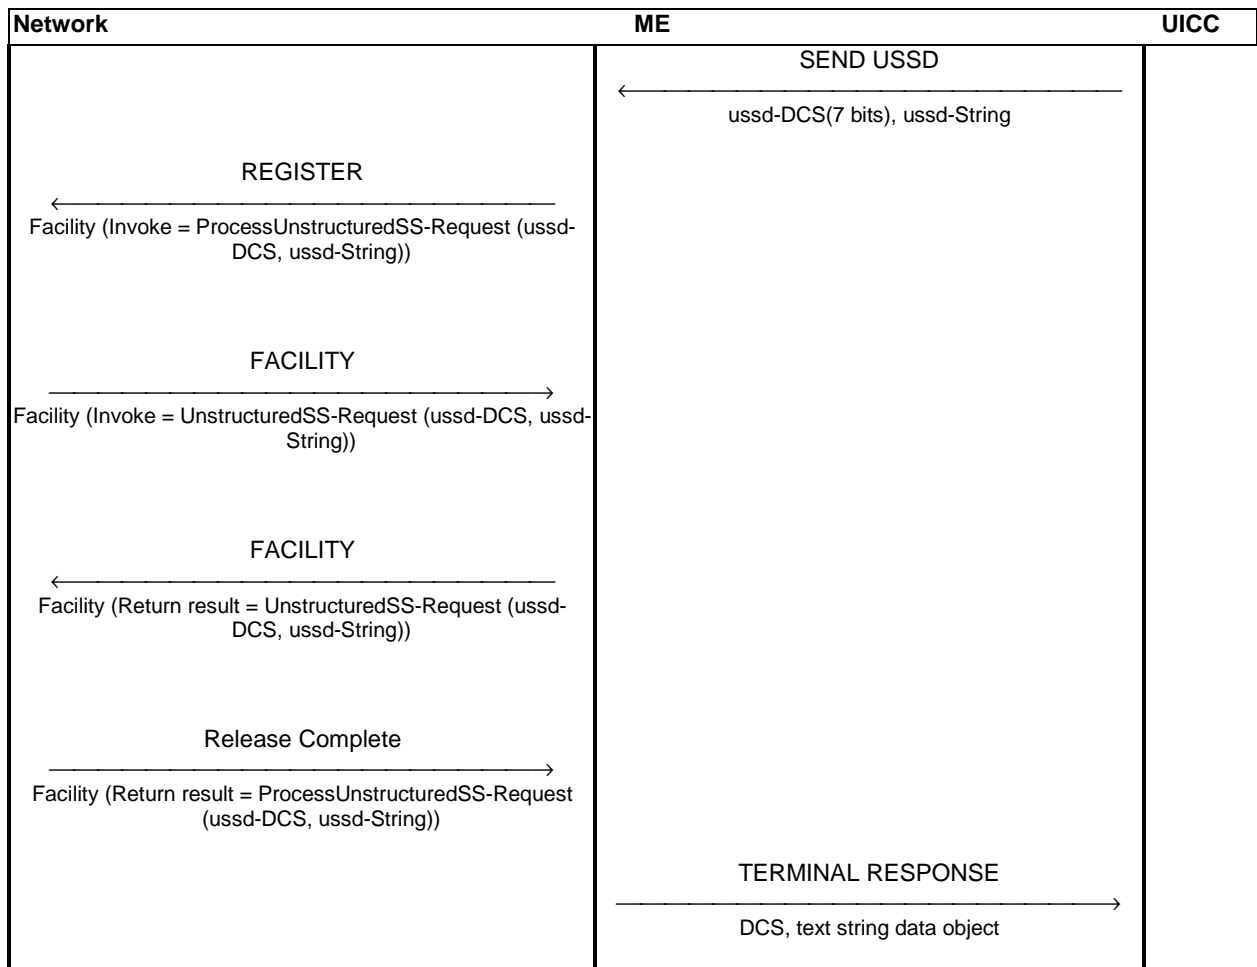 Network ME UICC
SEND USSD
ussd-DCS(7 bits), ussd-String
REGISTER
Facility (Invoke = ProcessUnstructuredSS-Request (ussd-
DCS, ussd-String))
FACILITY
Facility (Invoke = UnstructuredSS-Request (ussd-DCS, ussd-
String))
FACILITY
Facility (Return result = UnstructuredSS-Request (ussd-
DCS, ussd-String))
Release Complete
Facility (Return result = ProcessUnstructuredSS-Request
(ussd-DCS, ussd-String))
TERMINAL RESPONSE
DCS, text string data object